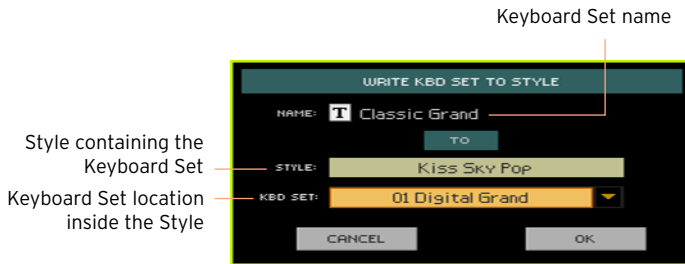 Keyboard Set name
WRITE KBD SET TO STYLE
NAME: T Classic Grand
TO
Style containing the
Keyboard Set
STYLE: Kiss Sky Pop
Keyboard Set location
inside the Style
KBD SET: 01 Digital Grand
CANCEL OK